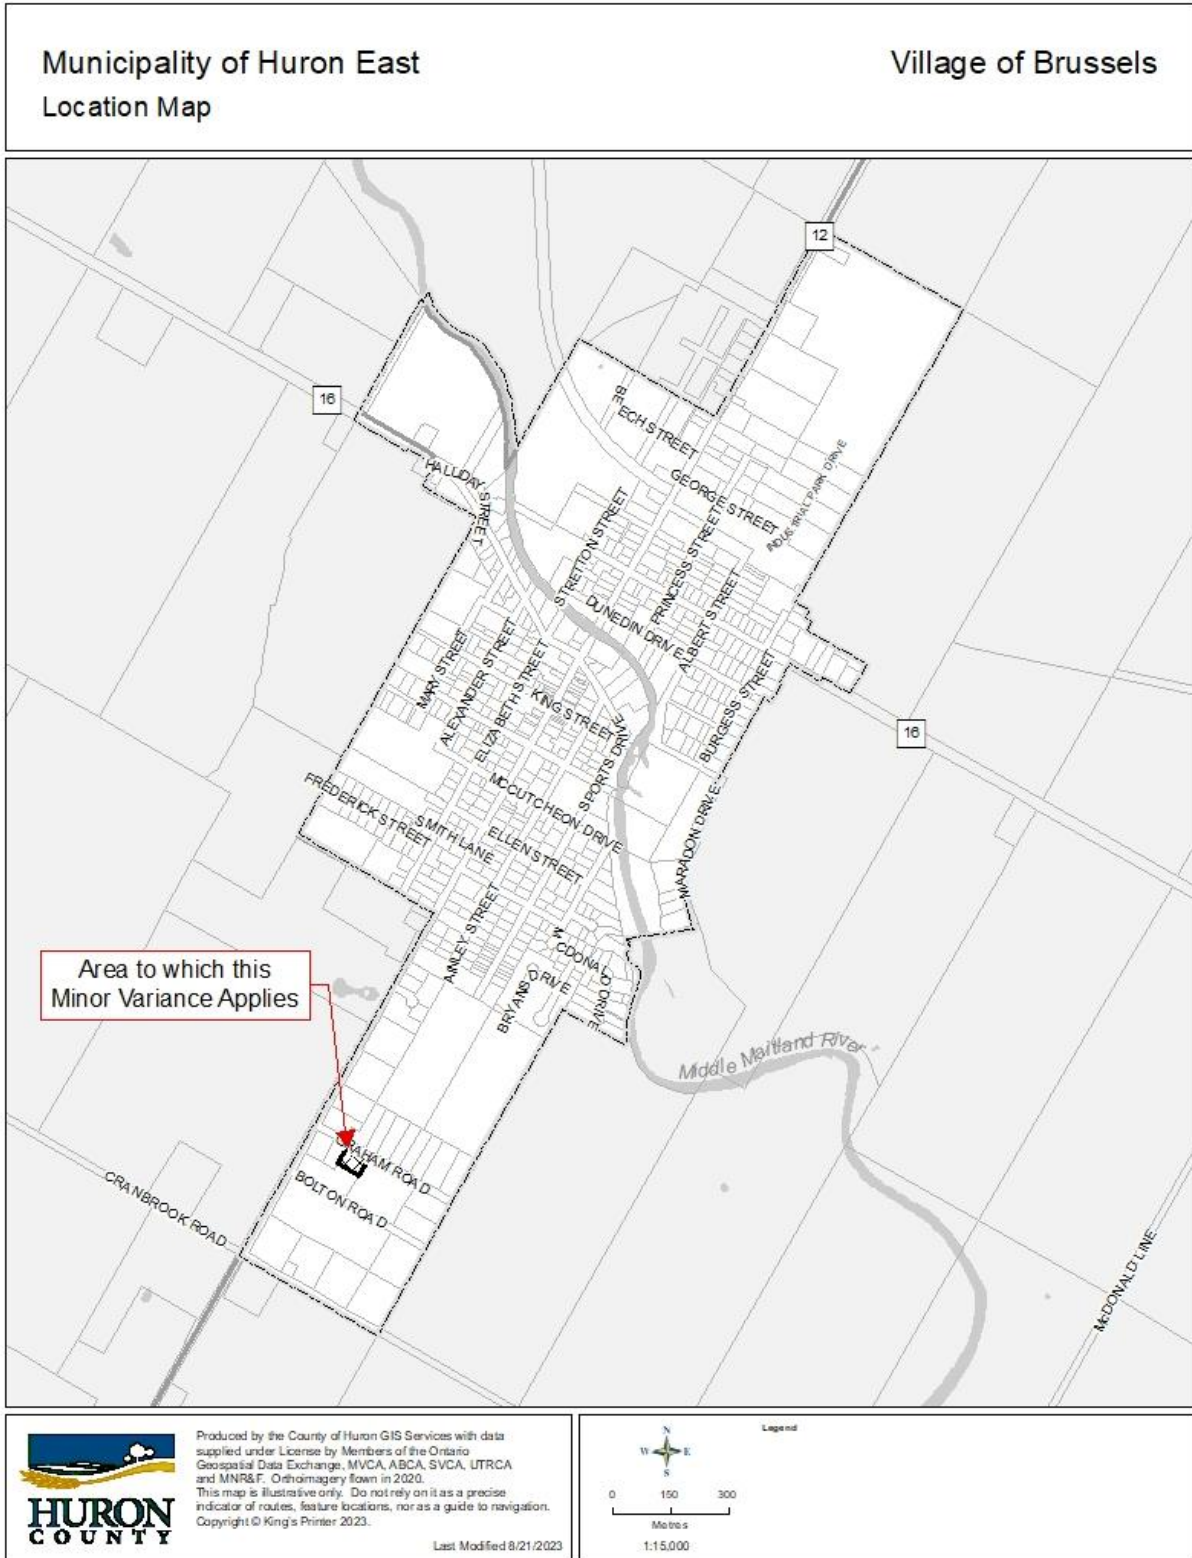 Municipality of Huron East
Village of Brussels
Location Map
12
16
BEECH STREET
HALLIDAY STREET
GEORGE STREET
INDUSTRIAL PARK DRIVE
STRETTON STREET
PRINCESS STREET
DUNEDIN DRIVE
ALBERT STREET
MARY STREET
ALEXANDER STREET
ELIZABETH STREET
KING STREET
BURGESS STREET
16
SPORTS DRIVE
FREDERICK STREET
MCCUTCHEON DRIVE
SMITH LANE
ELLEN STREET
MARADON DRIVE
AINLEY STREET
MCDONALD DRIVE
BRYANS DRIVE
Area to which this
Minor Variance Applies
Middle Maitland River
GRAHAM ROAD
BOLTON ROAD
CRANBROOK ROAD
McDONALD LINE
HURON
COUNTY
Produced by the County of Huron GIS Services with data
supplied under License by Members of the Ontario
Geospatial Data Exchange, MVCA, ABCA, SVCA, UTRCA
and MNR&F. Orthoimagery flown in 2020.
This map is illustrative only. Do not rely on it as a precise
indicator of routes, feature locations, nor as a guide to navigation.
Copyright © King's Printer 2023.
Last Modified 8/21/2023
N
W E
S
0 150 300
Metres
1:15,000
Legend